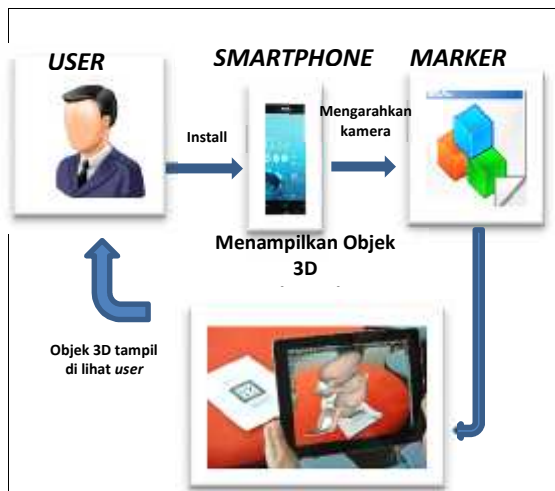 USER
SMARTPHONE
MARKER
Install
Mengarahkan
kamera
Menampilkan Objek
3D
Objek 3D tampil
di lihat user